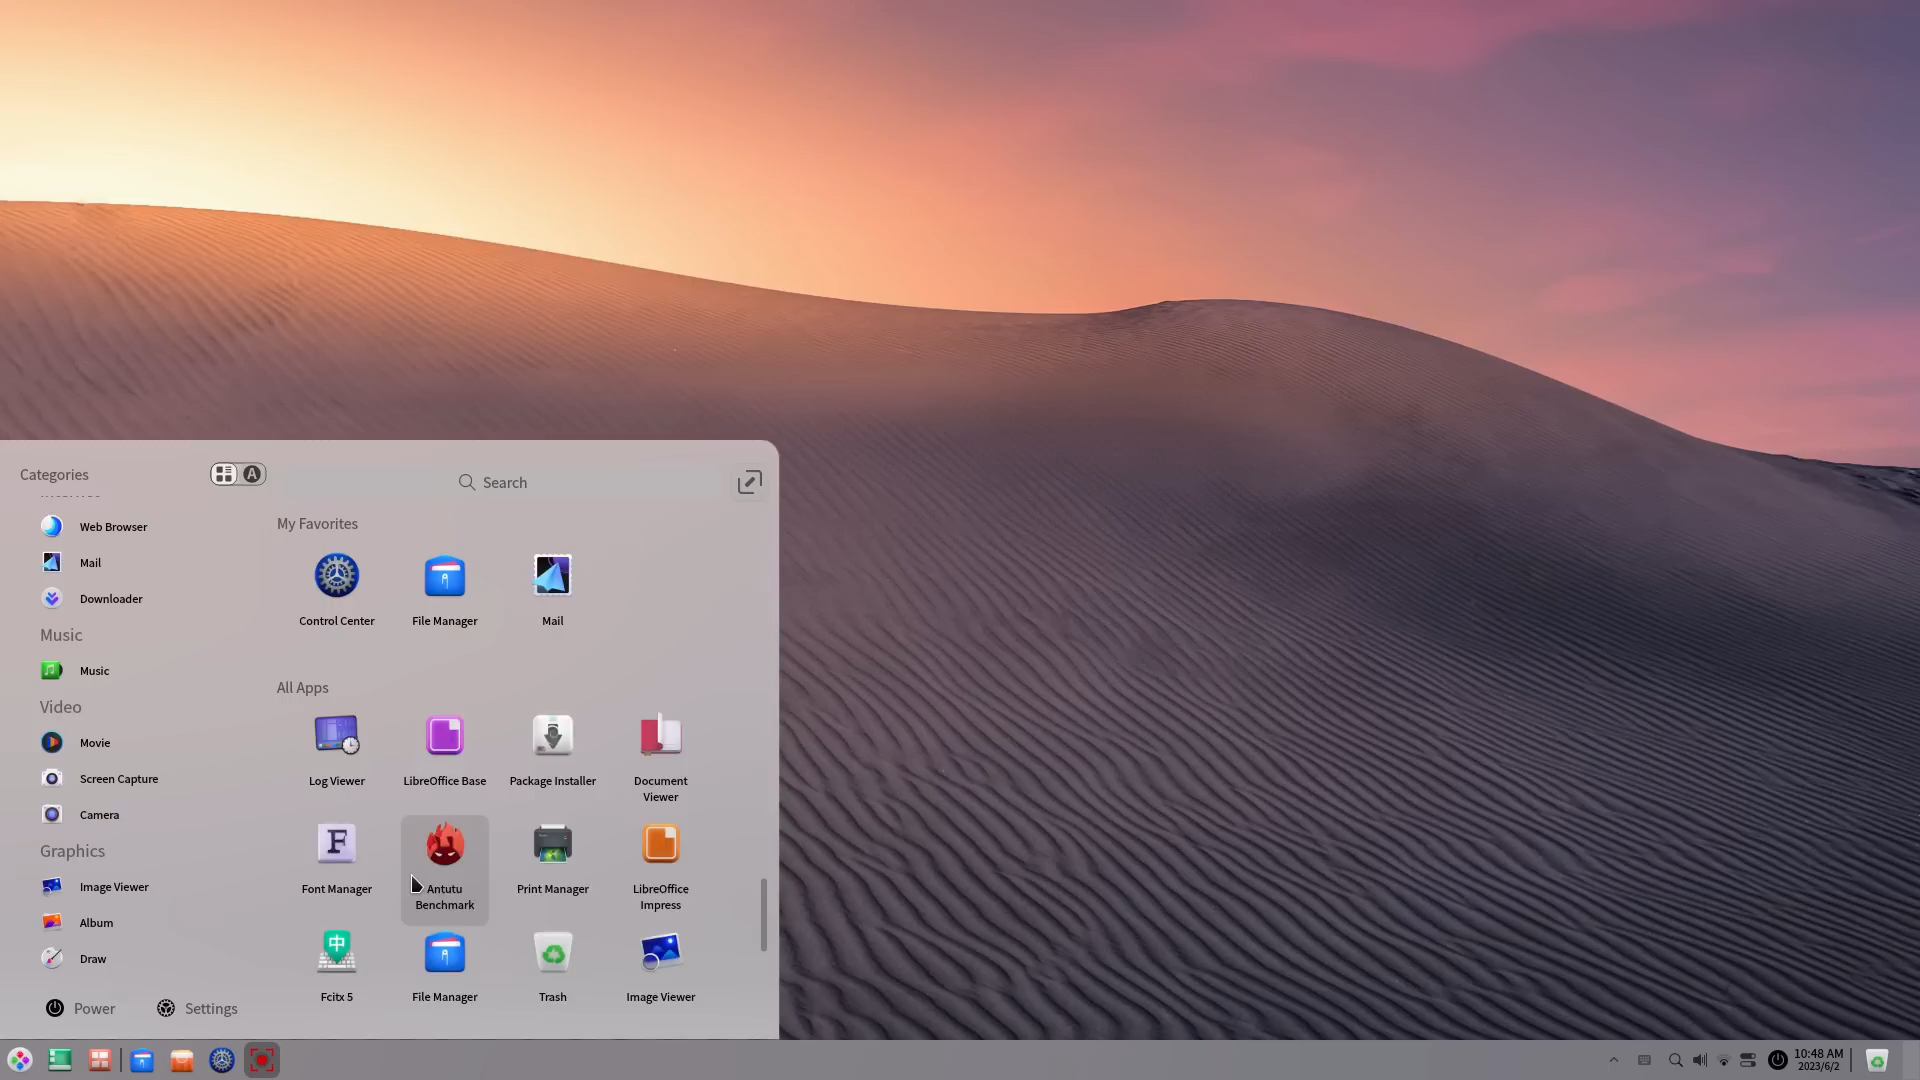 Categories
Search
Web Browser
Mail
Downloader
Music
Music
Video
Movie
Screen Capture
Camera
Graphics
Image Viewer
Album
Draw
Power
Settings
My Favorites
Control Center
File Manager
Mail
All Apps
Log Viewer
LibreOffice Base
Package Installer
Document
Viewer
Font Manager
Antutu
Benchmark
Print Manager
LibreOffice
Impress
Fcitx 5
File Manager
Trash
Image Viewer
10:48 AM
2023/6/2